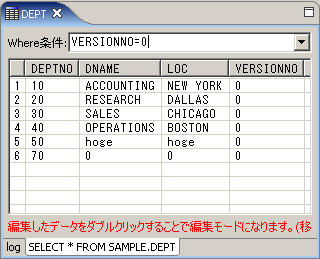 DEPT
Where条件: VERSIONNO=0
DEPTNO DNAME LOC VERSIONNO
1 10 ACCOUNTING NEW YORK 0
2 20 RESEARCH DALLAS 0
3 30 SALES CHICAGO 0
4 40 OPERATIONS BOSTON 0
5 50 hoge hoge 0
6 70 0 0 0
編集したデータをダブルクリックすることで編集モードになります。(移
log SELECT * FROM SAMPLE.DEPT